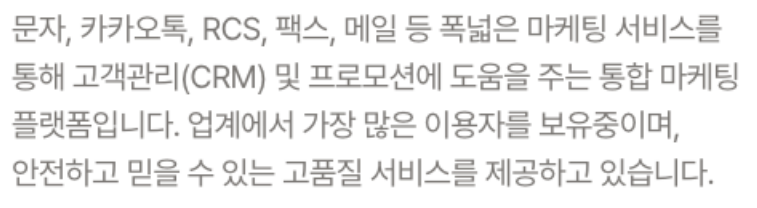 문자, 카카오톡, RCS, 팩스, 메일 등 폭넓은 마케팅 서비스를
통해 고객관리(CRM) 및 프로모션에 도움을 주는 통합 마케팅
플랫폼입니다. 업계에서 가장 많은 이용자를 보유중이며,
안전하고 믿을 수 있는 고품질 서비스를 제공하고 있습니다.